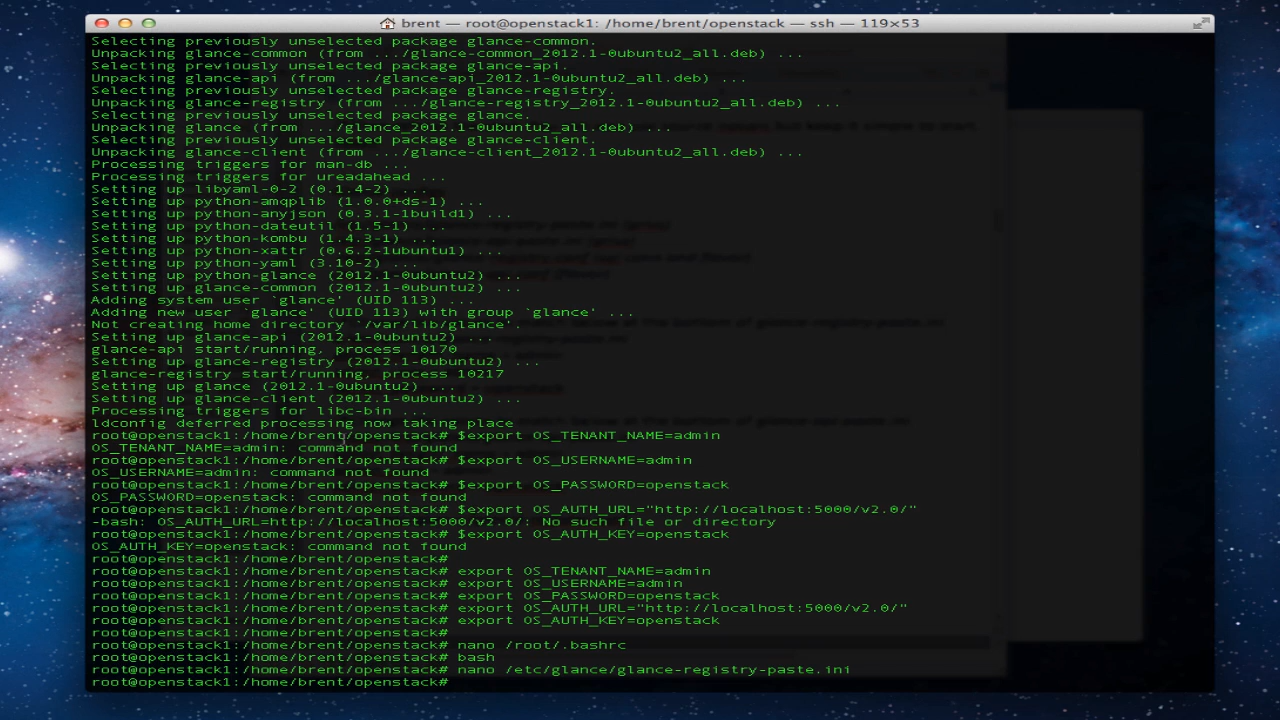 brent — root@openstack1: /home/brent/openstack — ssh — 119×53
Selecting previously unselected package glance-common.
Unpacking glance-common (from .../glance-common_2012.1-0ubuntu2_all.deb) ...
Selecting previously unselected package glance-api.
Unpacking glance-api (from .../glance-api_2012.1-0ubuntu2_all.deb) ...
Selecting previously unselected package glance-registry.
Unpacking glance-registry (from .../glance-registry_2012.1-0ubuntu2_all.deb) ...
Selecting previously unselected package glance.
Unpacking glance (from .../glance_2012.1-0ubuntu2_all.deb) ...
Selecting previously unselected package glance-client.
Unpacking glance-client (from .../glance-client_2012.1-0ubuntu2_all.deb) ...
Processing triggers for man-db ...
Processing triggers for ureadahead ...
Setting up libyaml-0-2 (0.1.4-2) ...
Setting up python-amqplib (1.0.0+ds-1) ...
Setting up python-anyjson (0.3.1-1build1) ...
Setting up python-dateutil (1.5-1) ...
Setting up python-kombu (1.4.3-1) ...
Setting up python-xattr (0.6.2-1ubuntu1) ...
Setting up python-yaml (3.10-2) ...
Setting up python-glance (2012.1-0ubuntu2) ...
Setting up glance-common (2012.1-0ubuntu2) ...
Adding system user `glance' (UID 113) ...
Adding new user `glance' (UID 113) with group `glance' ...
Not creating home directory `/var/lib/glance'.
Setting up glance-api (2012.1-0ubuntu2) ...
glance-api start/running, process 10170
Setting up glance-registry (2012.1-0ubuntu2) ...
glance-registry start/running, process 10217
Setting up glance (2012.1-0ubuntu2) ...
Setting up glance-client (2012.1-0ubuntu2) ...
Processing triggers for libc-bin ...
ldconfig deferred processing now taking place
root@openstack1:/home/brent/openstack# $export OS_TENANT_NAME=admin
OS_TENANT_NAME=admin: command not found
root@openstack1:/home/brent/openstack# $export OS_USERNAME=admin
OS_USERNAME=admin: command not found
root@openstack1:/home/brent/openstack# $export OS_PASSWORD=openstack
OS_PASSWORD=openstack: command not found
root@openstack1:/home/brent/openstack# $export OS_AUTH_URL="http://localhost:5000/v2.0/"
-bash: OS_AUTH_URL=http://localhost:5000/v2.0/: No such file or directory
root@openstack1:/home/brent/openstack# $export OS_AUTH_KEY=openstack
OS_AUTH_KEY=openstack: command not found
root@openstack1:/home/brent/openstack#
root@openstack1:/home/brent/openstack# export OS_TENANT_NAME=admin
root@openstack1:/home/brent/openstack# export OS_USERNAME=admin
root@openstack1:/home/brent/openstack# export OS_PASSWORD=openstack
root@openstack1:/home/brent/openstack# export OS_AUTH_URL="http://localhost:5000/v2.0/"
root@openstack1:/home/brent/openstack# export OS_AUTH_KEY=openstack
root@openstack1:/home/brent/openstack#
root@openstack1:/home/brent/openstack# nano /root/.bashrc
root@openstack1:/home/brent/openstack# bash
root@openstack1:/home/brent/openstack# nano /etc/glance/glance-registry-paste.ini
root@openstack1:/home/brent/openstack#